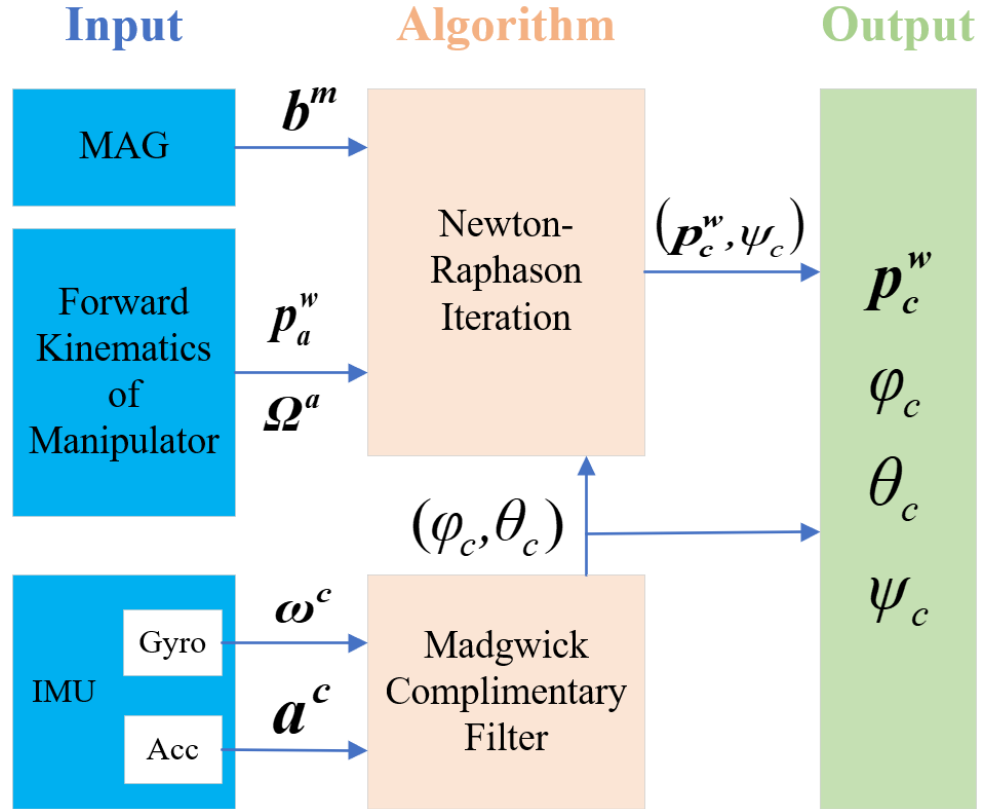 Input
Algorithm
Output
MAG
b^m
Newton-
Raphason
Iteration
(p_c^w, ψ_c)
Forward
Kinematics
of
Manipulator
p_a^w
Ω^a
p_c^w
φ_c
θ_c
ψ_c
(φ_c, θ_c)
IMU
Gyro
Acc
ω^c
a^c
Madgwick
Complimentary
Filter